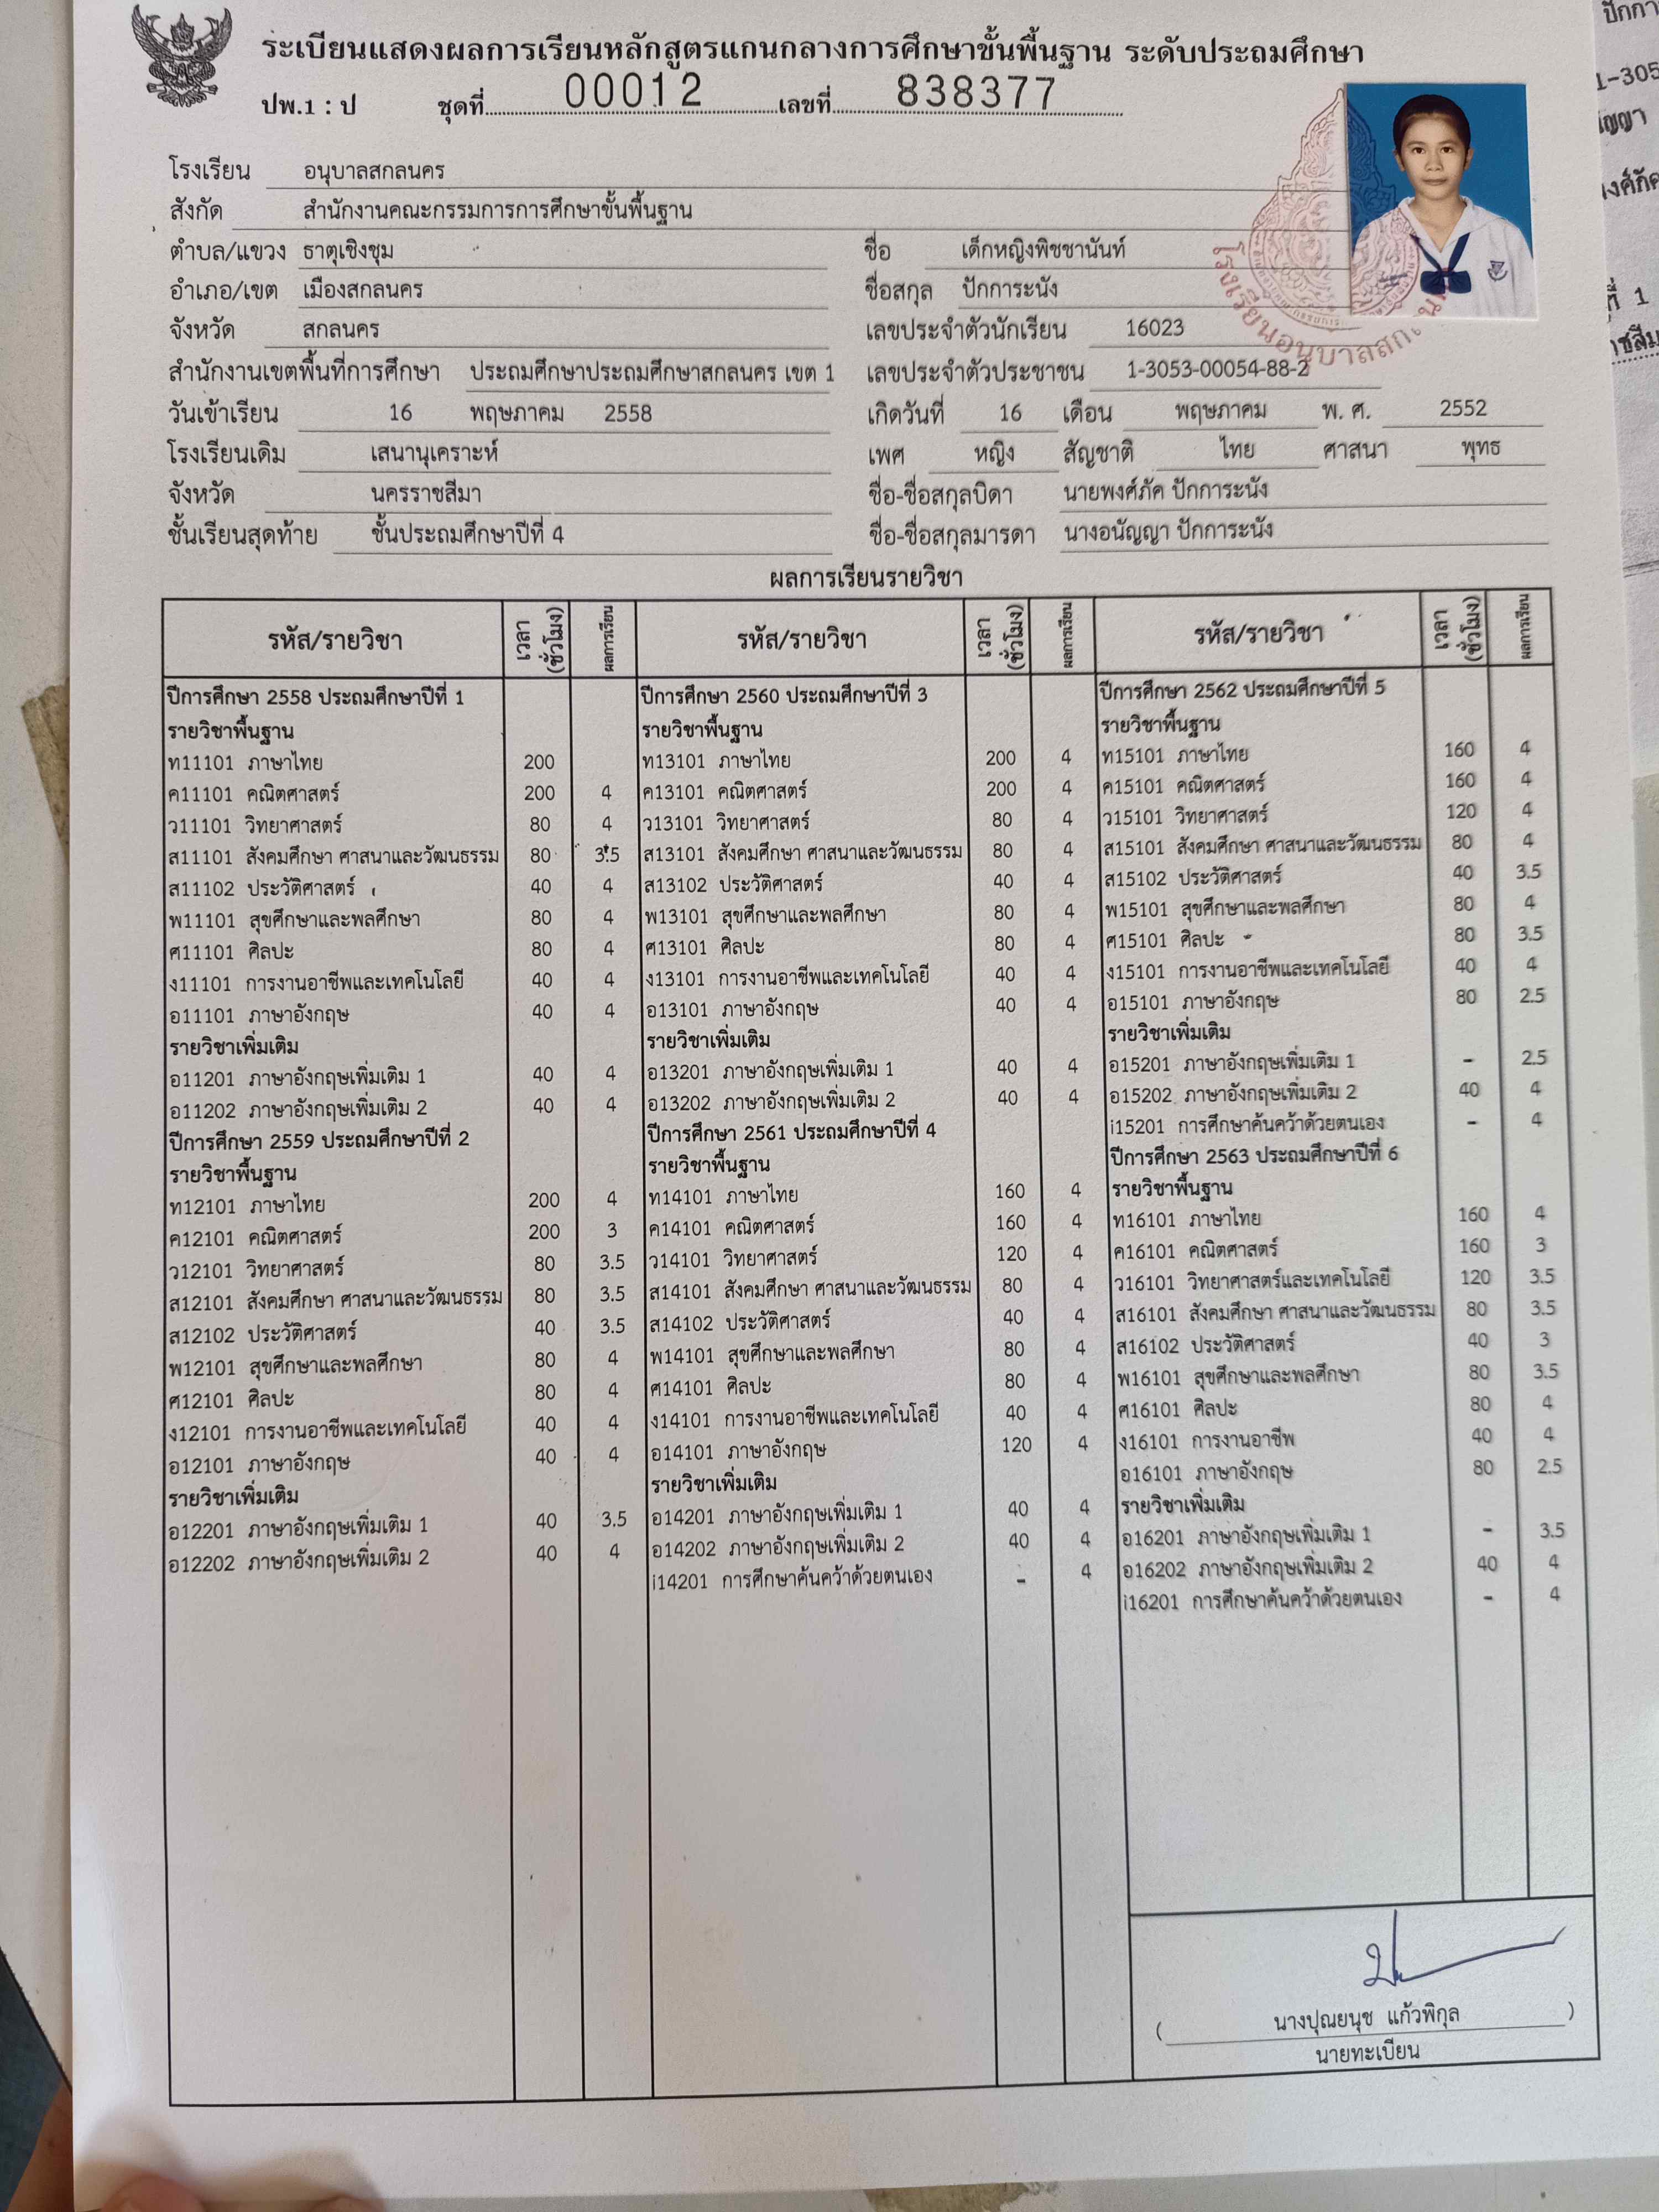 ระเบียนแสดงผลการเรียนหลักสูตรแกนกลางการศึกษาขั้นพื้นฐาน ระดับประถมศึกษา
ปพ.1 : ป ชุดที่ 00012 เลขที่ 838377
โรงเรียน อนุบาลสกลนคร
สังกัด สำนักงานคณะกรรมการการศึกษาขั้นพื้นฐาน
ตำบล/แขวง ธาตุเชิงชุม
อำเภอ/เขต เมืองสกลนคร
จังหวัด สกลนคร
สำนักงานเขตพื้นที่การศึกษา ประถมศึกษาประถมศึกษาสกลนคร เขต 1
วันเข้าเรียน 16 พฤษภาคม 2558
โรงเรียนเดิม เสนานุเคราะห์
จังหวัด นครราชสีมา
ชั้นเรียนสุดท้าย ชั้นประถมศึกษาปีที่ 4
ชื่อ เด็กหญิงพิชชานันท์
ชื่อสกุล ปักการะนัง
เลขประจำตัวนักเรียน 16023
เลขประจำตัวประชาชน 1-3053-00054-88-2
เกิดวันที่ 16 เดือน พฤษภาคม พ. ศ. 2552
เพศ หญิง สัญชาติ ไทย ศาสนา พุทธ
ชื่อ-ชื่อสกุลบิดา นายพงศ์ภัค ปักการะนัง
ชื่อ-ชื่อสกุลมารดา นางอนัญญา ปักการะนัง
โรงเรียนอนุบาลสกลนคร
ผลการเรียนรายวิชา
รหัส/รายวิชา เวลา (ชั่วโมง) ผลการเรียน
ปีการศึกษา 2558 ประถมศึกษาปีที่ 1
รายวิชาพื้นฐาน
ท11101 ภาษาไทย 200
ค11101 คณิตศาสตร์ 200 4
ว11101 วิทยาศาสตร์ 80 4
ส11101 สังคมศึกษา ศาสนาและวัฒนธรรม 80 3.5
ส11102 ประวัติศาสตร์ 40 4
พ11101 สุขศึกษาและพลศึกษา 80 4
ศ11101 ศิลปะ 80 4
ง11101 การงานอาชีพและเทคโนโลยี 40 4
อ11101 ภาษาอังกฤษ 40 4
รายวิชาเพิ่มเติม
อ11201 ภาษาอังกฤษเพิ่มเติม 1 40 4
อ11202 ภาษาอังกฤษเพิ่มเติม 2 40 4
ปีการศึกษา 2559 ประถมศึกษาปีที่ 2
รายวิชาพื้นฐาน
ท12101 ภาษาไทย 200 4
ค12101 คณิตศาสตร์ 200 3
ว12101 วิทยาศาสตร์ 80 3.5
ส12101 สังคมศึกษา ศาสนาและวัฒนธรรม 80 3.5
ส12102 ประวัติศาสตร์ 40 3.5
พ12101 สุขศึกษาและพลศึกษา 80 4
ศ12101 ศิลปะ 80 4
ง12101 การงานอาชีพและเทคโนโลยี 40 4
อ12101 ภาษาอังกฤษ 40 4
รายวิชาเพิ่มเติม
อ12201 ภาษาอังกฤษเพิ่มเติม 1 40 3.5
อ12202 ภาษาอังกฤษเพิ่มเติม 2 40 4
รหัส/รายวิชา เวลา (ชั่วโมง) ผลการเรียน
ปีการศึกษา 2560 ประถมศึกษาปีที่ 3
รายวิชาพื้นฐาน
ท13101 ภาษาไทย 200 4
ค13101 คณิตศาสตร์ 200 4
ว13101 วิทยาศาสตร์ 80 4
ส13101 สังคมศึกษา ศาสนาและวัฒนธรรม 80 4
ส13102 ประวัติศาสตร์ 40 4
พ13101 สุขศึกษาและพลศึกษา 80 4
ศ13101 ศิลปะ 80 4
ง13101 การงานอาชีพและเทคโนโลยี 40 4
อ13101 ภาษาอังกฤษ 40 4
รายวิชาเพิ่มเติม
อ13201 ภาษาอังกฤษเพิ่มเติม 1 40 4
อ13202 ภาษาอังกฤษเพิ่มเติม 2 40 4
ปีการศึกษา 2561 ประถมศึกษาปีที่ 4
รายวิชาพื้นฐาน
ท14101 ภาษาไทย 160 4
ค14101 คณิตศาสตร์ 160 4
ว14101 วิทยาศาสตร์ 120 4
ส14101 สังคมศึกษา ศาสนาและวัฒนธรรม 80 4
ส14102 ประวัติศาสตร์ 40 4
พ14101 สุขศึกษาและพลศึกษา 80 4
ศ14101 ศิลปะ 80 4
ง14101 การงานอาชีพและเทคโนโลยี 40 4
อ14101 ภาษาอังกฤษ 120 4
รายวิชาเพิ่มเติม
อ14201 ภาษาอังกฤษเพิ่มเติม 1 40 4
อ14202 ภาษาอังกฤษเพิ่มเติม 2 40 4
i14201 การศึกษาค้นคว้าด้วยตนเอง - 4
รหัส/รายวิชา เวลา (ชั่วโมง) ผลการเรียน
ปีการศึกษา 2562 ประถมศึกษาปีที่ 5
รายวิชาพื้นฐาน
ท15101 ภาษาไทย 160 4
ค15101 คณิตศาสตร์ 160 4
ว15101 วิทยาศาสตร์ 120 4
ส15101 สังคมศึกษา ศาสนาและวัฒนธรรม 80 4
ส15102 ประวัติศาสตร์ 40 3.5
พ15101 สุขศึกษาและพลศึกษา 80 4
ศ15101 ศิลปะ 80 3.5
ง15101 การงานอาชีพและเทคโนโลยี 40 4
อ15101 ภาษาอังกฤษ 80 2.5
รายวิชาเพิ่มเติม
อ15201 ภาษาอังกฤษเพิ่มเติม 1 - 2.5
อ15202 ภาษาอังกฤษเพิ่มเติม 2 40 4
i15201 การศึกษาค้นคว้าด้วยตนเอง - 4
ปีการศึกษา 2563 ประถมศึกษาปีที่ 6
รายวิชาพื้นฐาน
ท16101 ภาษาไทย 160 4
ค16101 คณิตศาสตร์ 160 3
ว16101 วิทยาศาสตร์และเทคโนโลยี 120 3.5
ส16101 สังคมศึกษา ศาสนาและวัฒนธรรม 80 3.5
ส16102 ประวัติศาสตร์ 40 3
พ16101 สุขศึกษาและพลศึกษา 80 3.5
ศ16101 ศิลปะ 80 4
ง16101 การงานอาชีพ 40 4
อ16101 ภาษาอังกฤษ 80 2.5
รายวิชาเพิ่มเติม
อ16201 ภาษาอังกฤษเพิ่มเติม 1 - 3.5
อ16202 ภาษาอังกฤษเพิ่มเติม 2 40 4
i16201 การศึกษาค้นคว้าด้วยตนเอง - 4
( นางปุณยนุช แก้วพิกุล )
นายทะเบียน